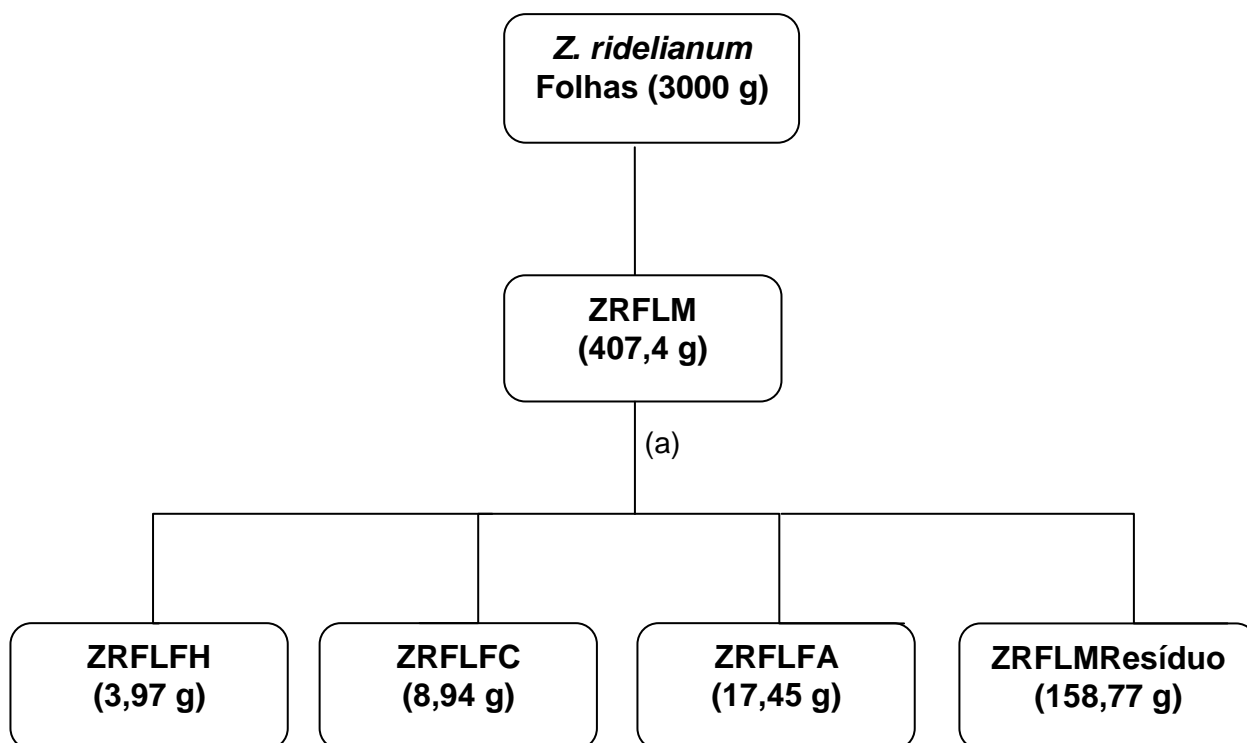 Z. ridelianum
Folhas (3000 g)
ZRFLM
(407,4 g)
(a)
ZRFLFH
(3,97 g)
ZRFLFC
(8,94 g)
ZRFLFA
(17,45 g)
ZRFLMResíduo
(158,77 g)